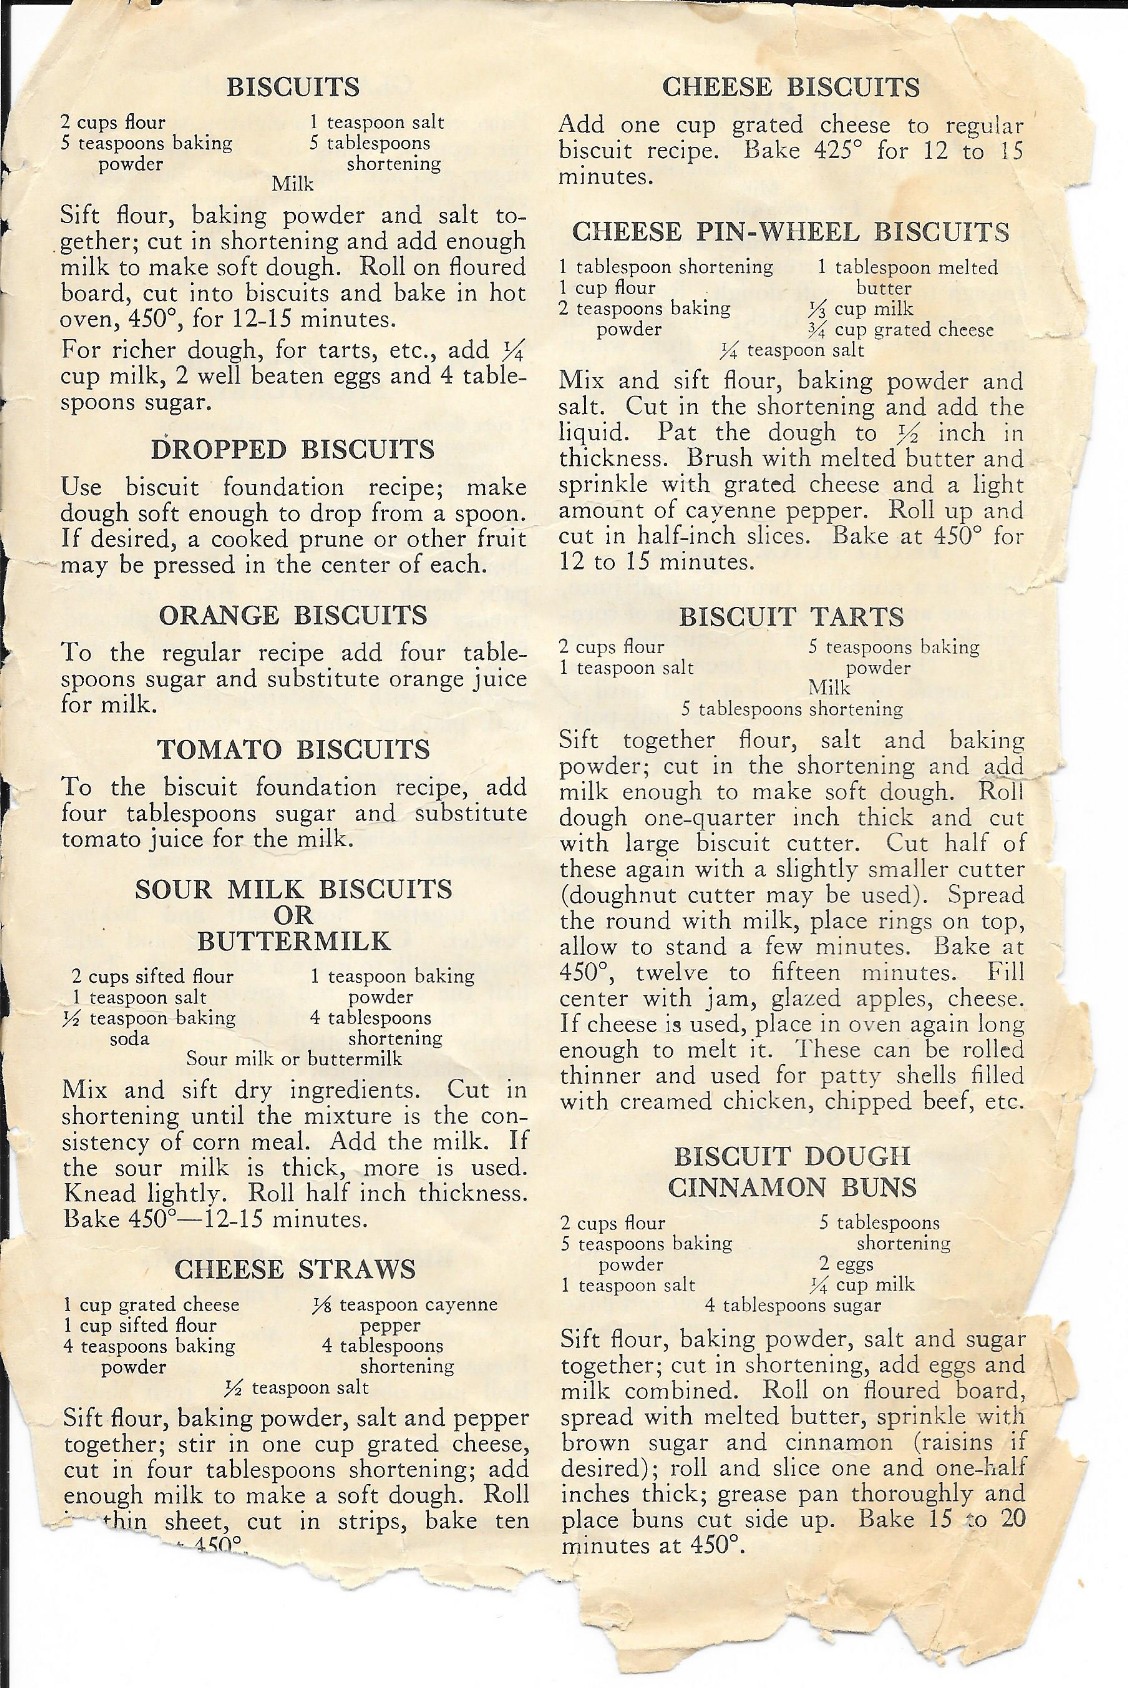 BISCUITS
2 cups flour 1 teaspoon salt
5 teaspoons baking 5 tablespoons
powder shortening
Milk
Sift flour, baking powder and salt to-
gether; cut in shortening and add enough
milk to make soft dough. Roll on floured
board, cut into biscuits and bake in hot
oven, 450°, for 12-15 minutes.
For richer dough, for tarts, etc., add ¼
cup milk, 2 well beaten eggs and 4 table-
spoons sugar.
DROPPED BISCUITS
Use biscuit foundation recipe; make
dough soft enough to drop from a spoon.
If desired, a cooked prune or other fruit
may be pressed in the center of each.
ORANGE BISCUITS
To the regular recipe add four table-
spoons sugar and substitute orange juice
for milk.
TOMATO BISCUITS
To the biscuit foundation recipe, add
four tablespoons sugar and substitute
tomato juice for the milk.
SOUR MILK BISCUITS
OR
BUTTERMILK
2 cups sifted flour 1 teaspoon baking
1 teaspoon salt powder
½ teaspoon baking 4 tablespoons
soda shortening
Sour milk or buttermilk
Mix and sift dry ingredients. Cut in
shortening until the mixture is the con-
sistency of corn meal. Add the milk. If
the sour milk is thick, more is used.
Knead lightly. Roll half inch thickness.
Bake 450°—12-15 minutes.
CHEESE STRAWS
1 cup grated cheese ⅛ teaspoon cayenne
1 cup sifted flour pepper
4 teaspoons baking 4 tablespoons
powder shortening
½ teaspoon salt
Sift flour, baking powder, salt and pepper
together; stir in one cup grated cheese,
cut in four tablespoons shortening; add
enough milk to make a soft dough. Roll
thin sheet, cut in strips, bake ten
450°.
CHEESE BISCUITS
Add one cup grated cheese to regular
biscuit recipe. Bake 425° for 12 to 15
minutes.
CHEESE PIN-WHEEL BISCUITS
1 tablespoon shortening 1 tablespoon melted
1 cup flour butter
2 teaspoons baking ⅓ cup milk
powder ¾ cup grated cheese
¼ teaspoon salt
Mix and sift flour, baking powder and
salt. Cut in the shortening and add the
liquid. Pat the dough to ½ inch in
thickness. Brush with melted butter and
sprinkle with grated cheese and a light
amount of cayenne pepper. Roll up and
cut in half-inch slices. Bake at 450° for
12 to 15 minutes.
BISCUIT TARTS
2 cups flour 5 teaspoons baking
1 teaspoon salt powder
Milk
5 tablespoons shortening
Sift together flour, salt and baking
powder; cut in the shortening and add
milk enough to make soft dough. Roll
dough one-quarter inch thick and cut
with large biscuit cutter. Cut half of
these again with a slightly smaller cutter
(doughnut cutter may be used). Spread
the round with milk, place rings on top,
allow to stand a few minutes. Bake at
450°, twelve to fifteen minutes. Fill
center with jam, glazed apples, cheese.
If cheese is used, place in oven again long
enough to melt it. These can be rolled
thinner and used for patty shells filled
with creamed chicken, chipped beef, etc.
BISCUIT DOUGH
CINNAMON BUNS
2 cups flour 5 tablespoons
5 teaspoons baking shortening
powder 2 eggs
1 teaspoon salt ¼ cup milk
4 tablespoons sugar
Sift flour, baking powder, salt and sugar
together; cut in shortening, add eggs and
milk combined. Roll on floured board,
spread with melted butter, sprinkle with
brown sugar and cinnamon (raisins if
desired); roll and slice one and one-half
inches thick; grease pan thoroughly and
place buns cut side up. Bake 15 to 20
minutes at 450°.